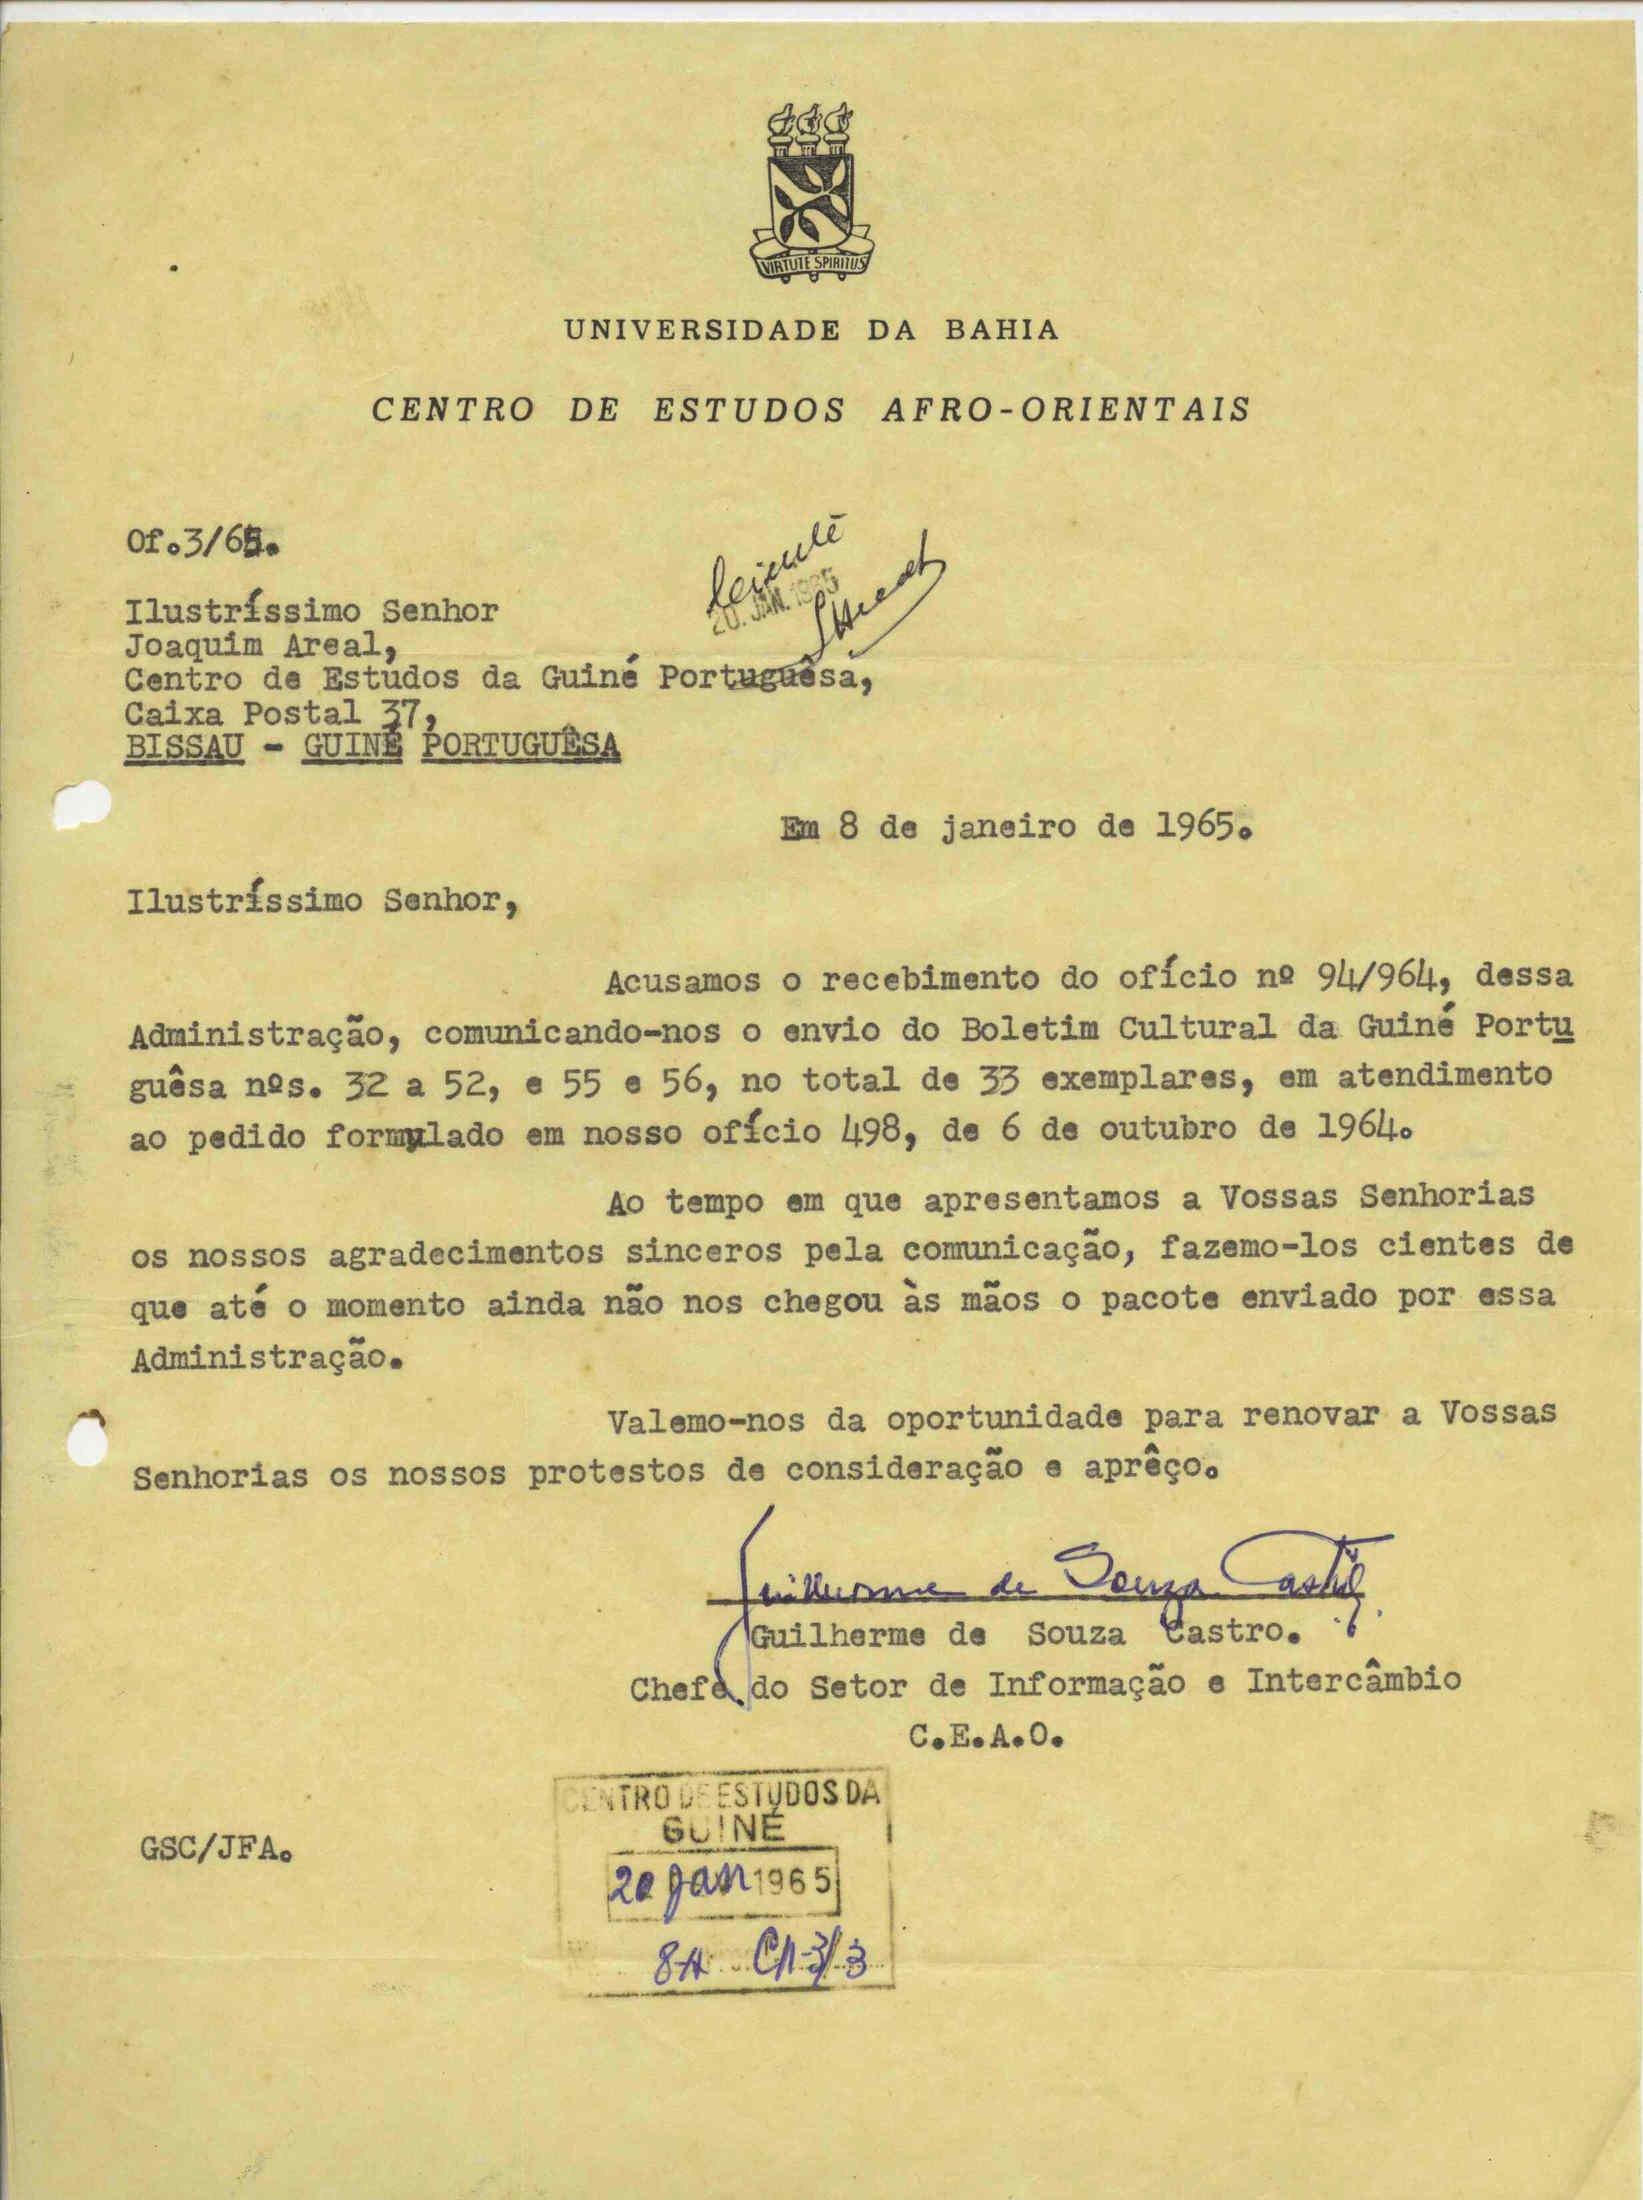 VIRTUTE SPIRITUS
UNIVERSIDADE DA BAHIA
CENTRO DE ESTUDOS AFRO-ORIENTAIS
Of.3/65.
Ciente
20. JAN. 1965
Ilustríssimo Senhor
Joaquim Areal,
Centro de Estudos da Guiné Portuguêsa,
Caixa Postal 37,
BISSAU - GUINÉ PORTUGUÊSA
Em 8 de janeiro de 1965.
Ilustríssimo Senhor,
Acusamos o recebimento do ofício nº 94/964, dessa
Administração, comunicando-nos o envio do Boletim Cultural da Guiné Portu
guêsa nºs. 32 a 52, e 55 e 56, no total de 33 exemplares, em atendimento
ao pedido formulado em nosso ofício 498, de 6 de outubro de 1964.
Ao tempo em que apresentamos a Vossas Senhorias
os nossos agradecimentos sinceros pela comunicação, fazemo-los cientes de
que até o momento ainda não nos chegou às mãos o pacote enviado por essa
Administração.
Valemo-nos da oportunidade para renovar a Vossas
Senhorias os nossos protestos de consideração e aprêço.
Guilherme de Souza Castro
Guilherme de Souza Castro.
Chefe do Setor de Informação e Intercâmbio
C.E.A.O.
CENTRO DE ESTUDOS DA
GUINÉ
GSC/JFA.
20 Jan 1965